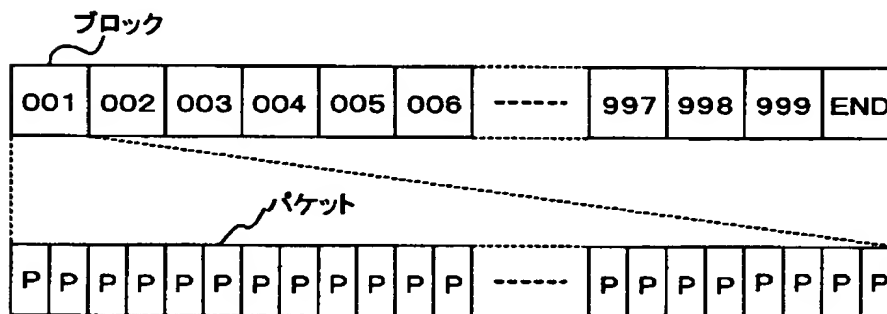 ブロック
001 002 003 004 005 006 ------ 997 998 999 END
パケット
P P P P P P P P P P P P ------ P P P P P P P P